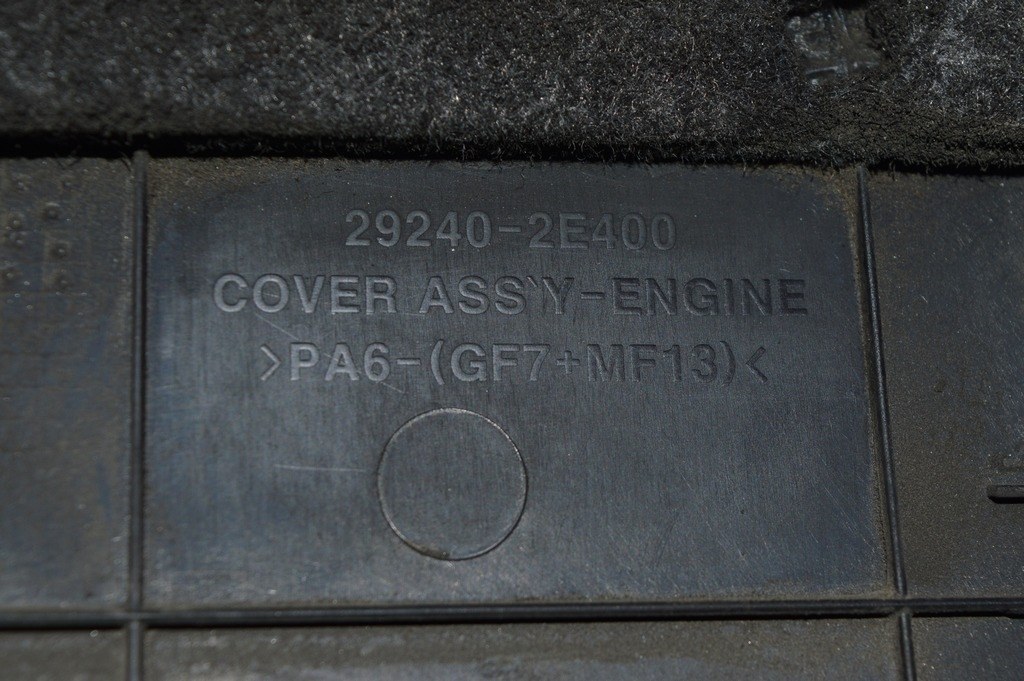 29240-2E400
COVER ASS'Y-ENGINE
>PA6-(GF7+MF13)<